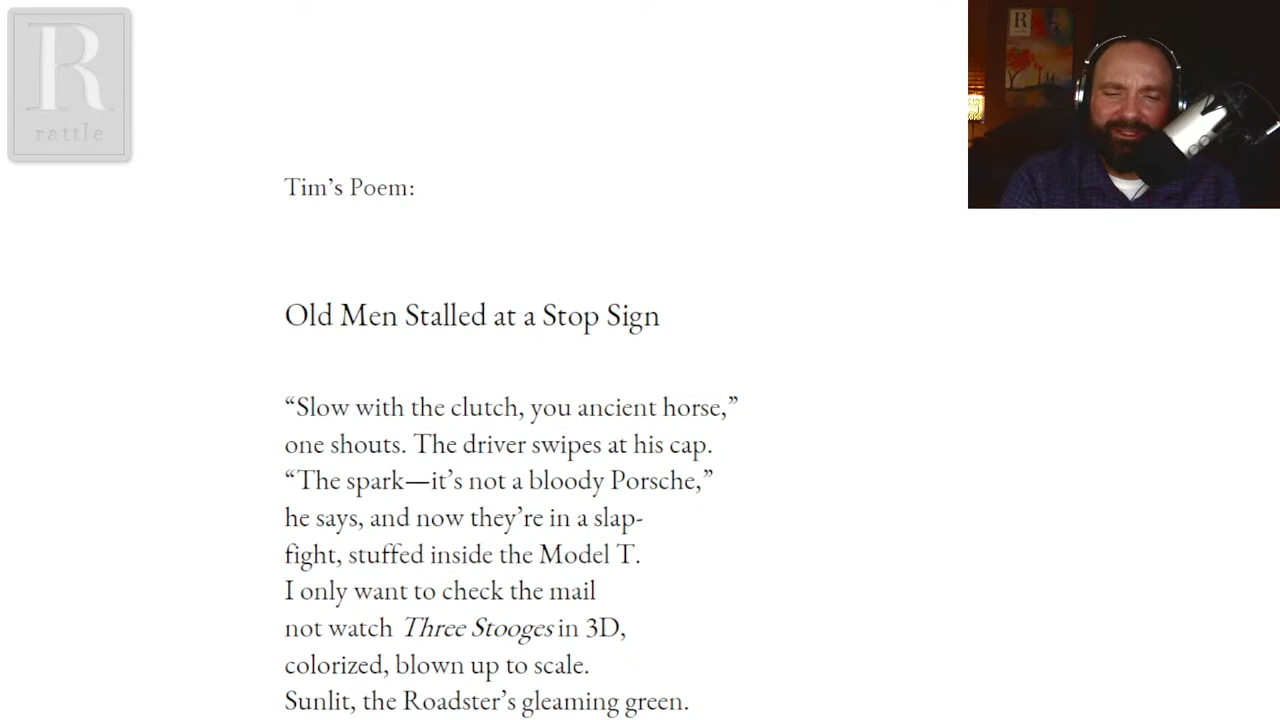 R
rattle
R
Tim’s Poem:
Old Men Stalled at a Stop Sign
“Slow with the clutch, you ancient horse,”
one shouts. The driver swipes at his cap.
“The spark—it’s not a bloody Porsche,”
he says, and now they’re in a slap-
fight, stuffed inside the Model T.
I only want to check the mail
not watch Three Stooges in 3D,
colorized, blown up to scale.
Sunlit, the Roadster’s gleaming green.